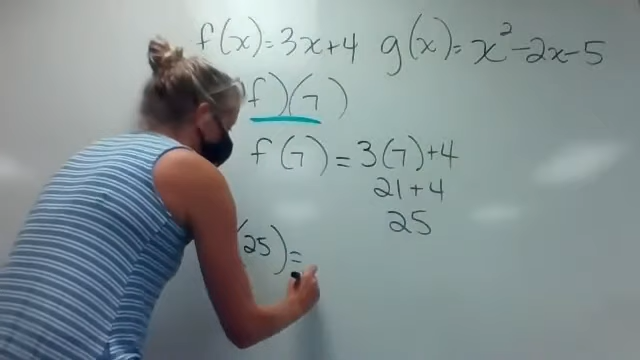 f(x)=3x+4 g(x)=x²-2x-5
f)(7)
f(7)=3(7)+4
21+4
25
(25)=